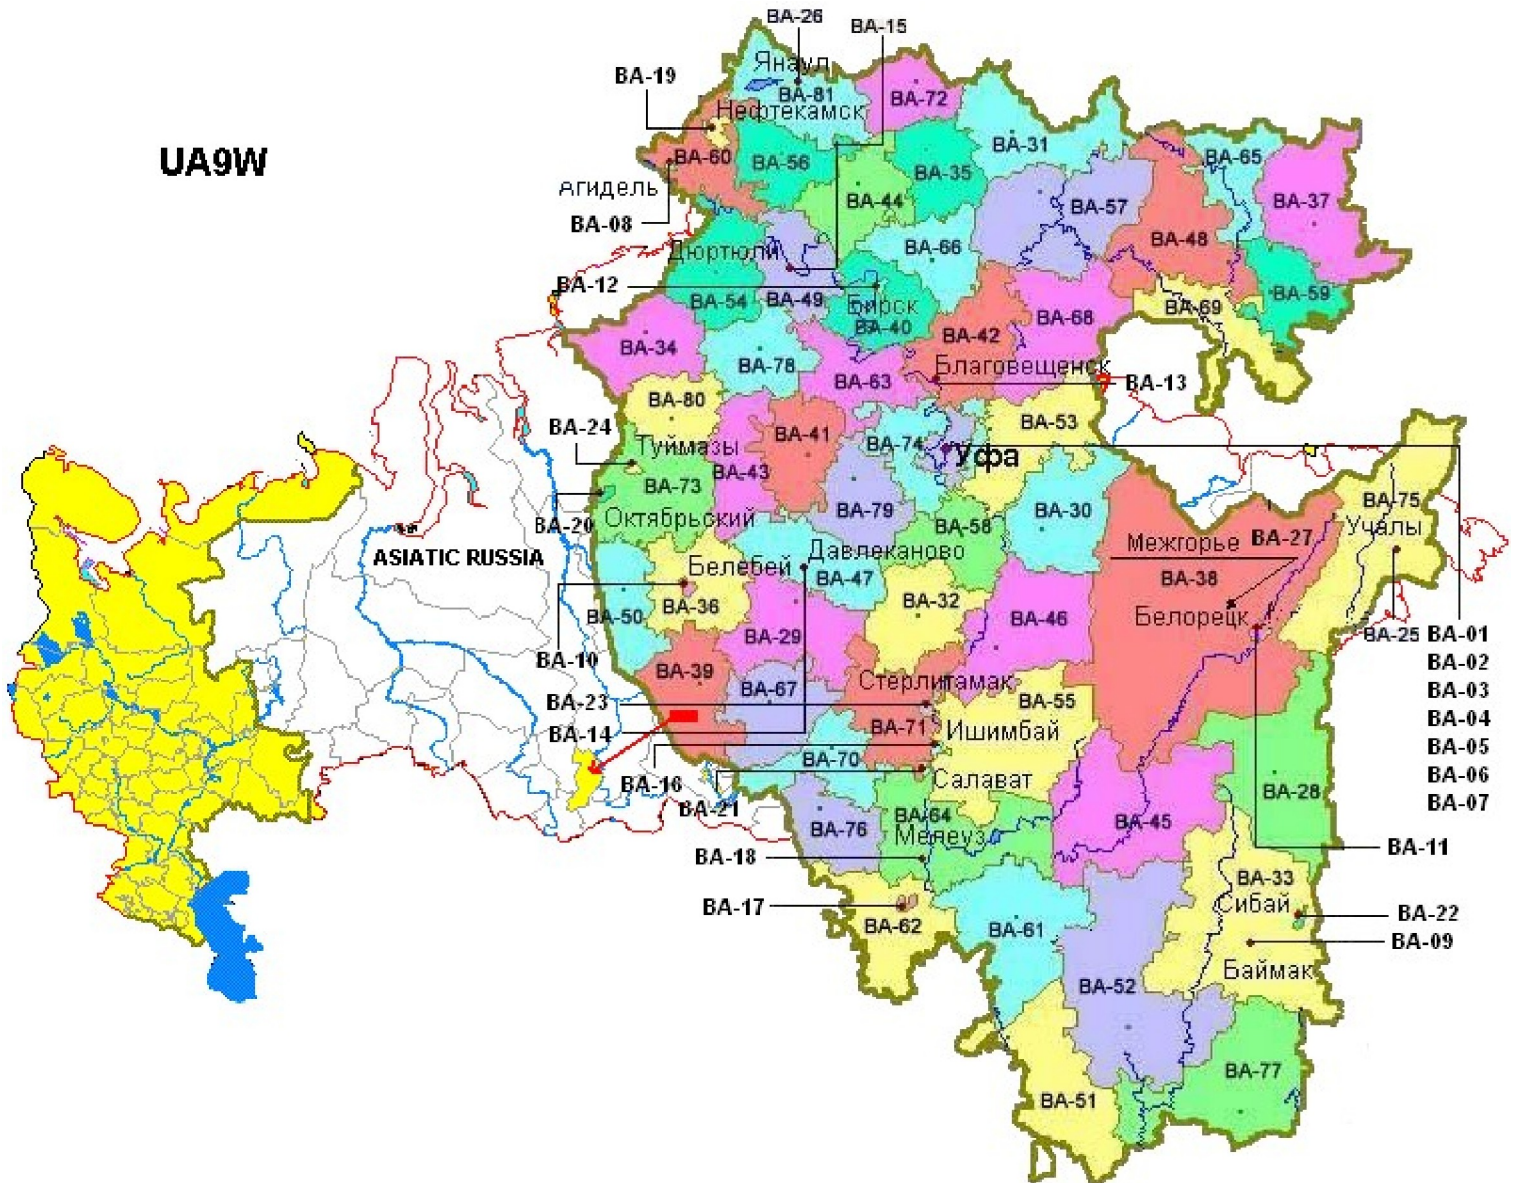 BA-26
BA-15
Янаул
BA-19
BA-81
BA-72
Нефтекамск
UA9W
BA-60
BA-56
BA-35
BA-31
BA-65
Агидель
BA-44
BA-57
BA-37
BA-08
BA-66
BA-48
Дюртюли
BA-12
BA-54
BA-49
Бирск
BA-59
BA-40
BA-42
BA-68
BA-69
BA-34
BA-78
BA-63
Благовещенск
BA-13
BA-80
BA-24
Туймазы
BA-41
BA-74
BA-53
Уфа
BA-43
BA-73
BA-79
BA-30
BA-75
BA-20
Октябрьский
BA-58
Учалы
ASIATIC RUSSIA
Давлеканово
Межгорье
BA-27
Белебей
BA-47
BA-38
BA-50
BA-36
BA-32
BA-29
BA-46
Белорецк
BA-25
BA-01
BA-10
BA-02
BA-39
BA-67
Стерлитамак
BA-03
BA-23
BA-55
BA-04
BA-14
BA-71
Ишимбай
BA-05
BA-70
BA-06
BA-16
Салават
BA-07
BA-21
BA-28
BA-64
BA-76
Мелеуз
BA-45
BA-18
BA-11
BA-33
BA-17
Сибай
BA-22
BA-62
BA-61
BA-09
Баймак
BA-52
BA-77
BA-51